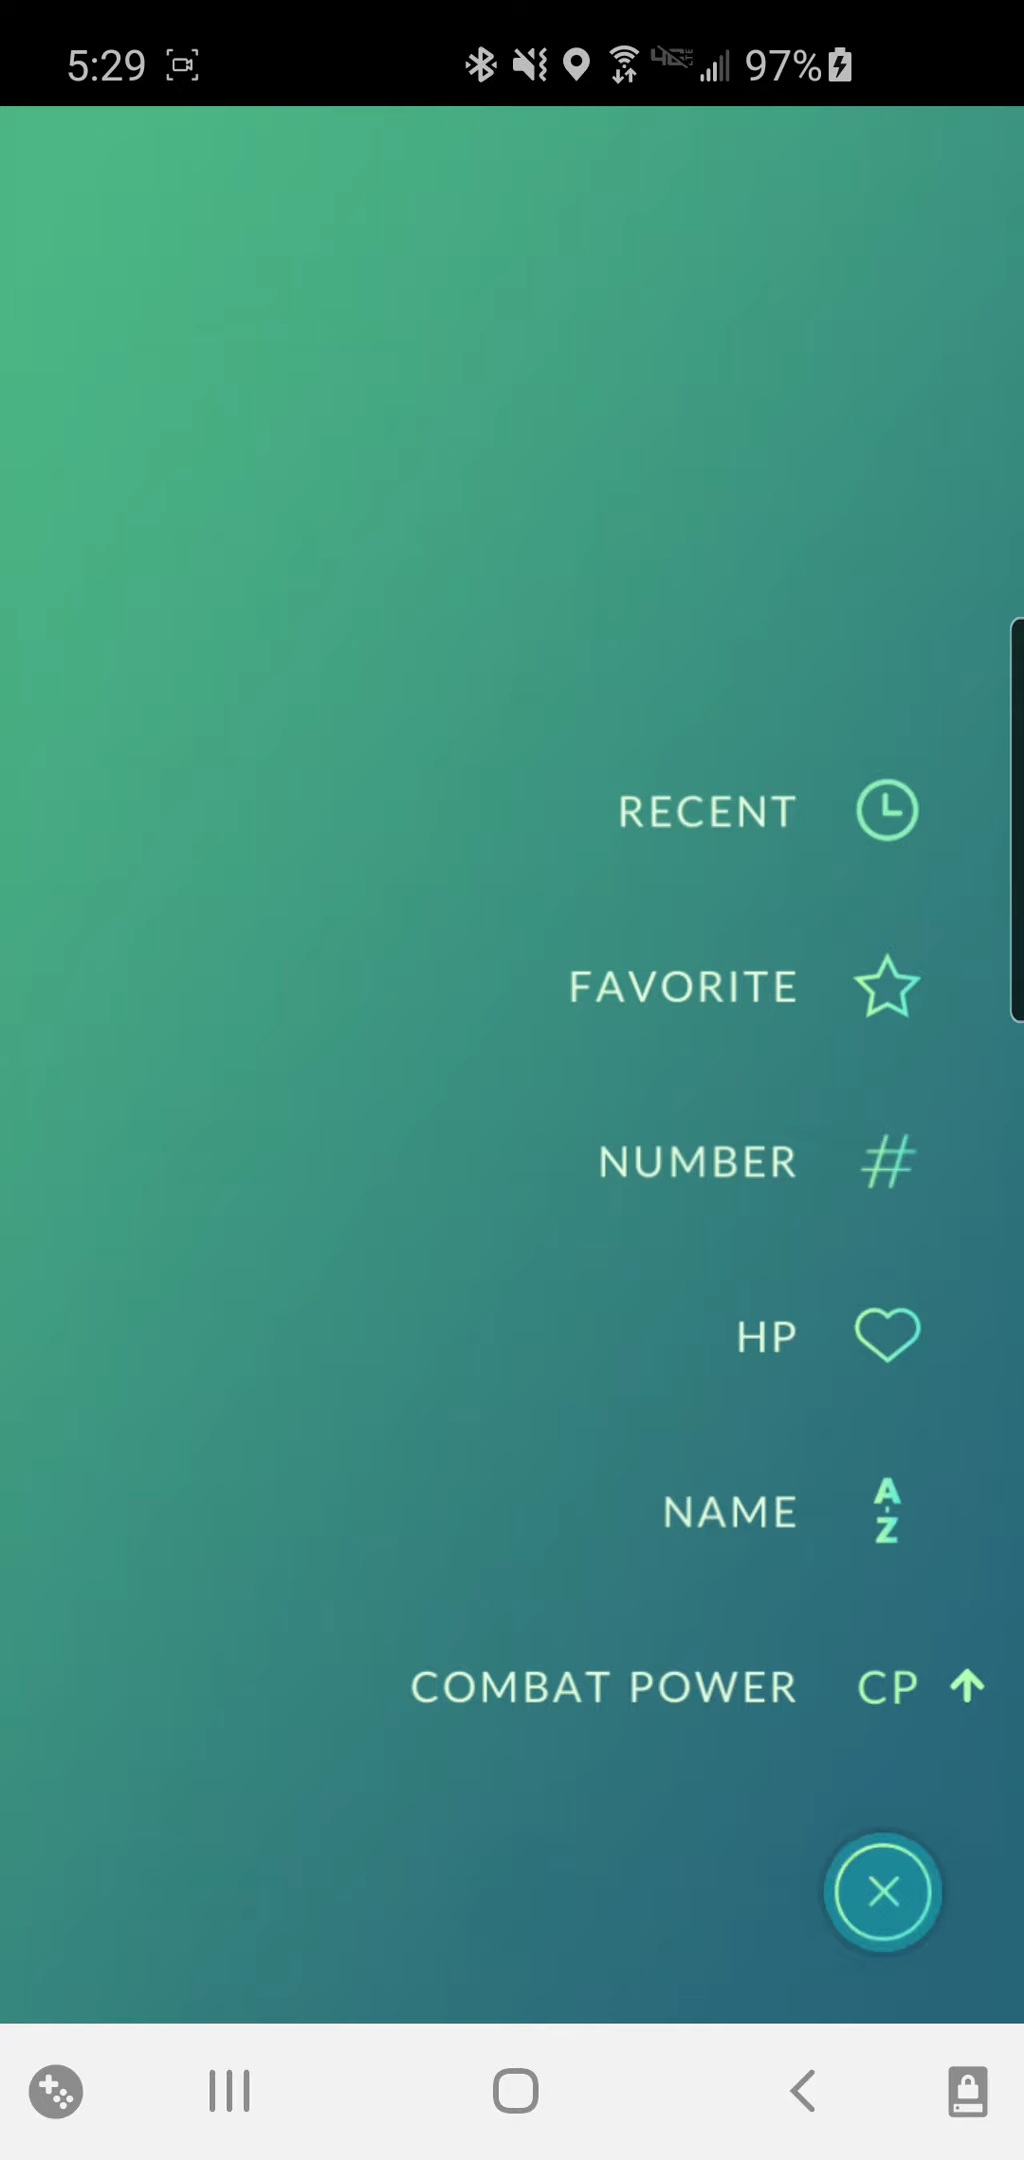 5:29 97%
RECENT
FAVORITE
NUMBER #
HP
NAME A-Z
COMBAT POWER CP ↑